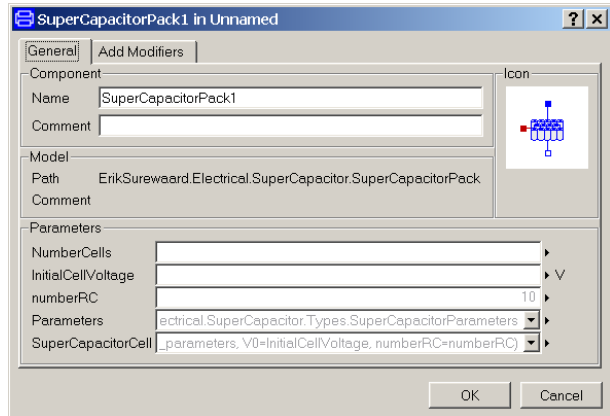 SuperCapacitorPack1 in Unnamed
General Add Modifiers
Component
Icon
Name SuperCapacitorPack1
Comment
Model
Path ErikSurewaard.Electrical.SuperCapacitor.SuperCapacitorPack
Comment
Parameters
NumberCells
InitialCellVoltage V
numberRC 10
Parameters ectrical.SuperCapacitor.Types.SuperCapacitorParameters
SuperCapacitorCell _parameters, V0=InitialCellVoltage, numberRC=numberRC)
OK Cancel